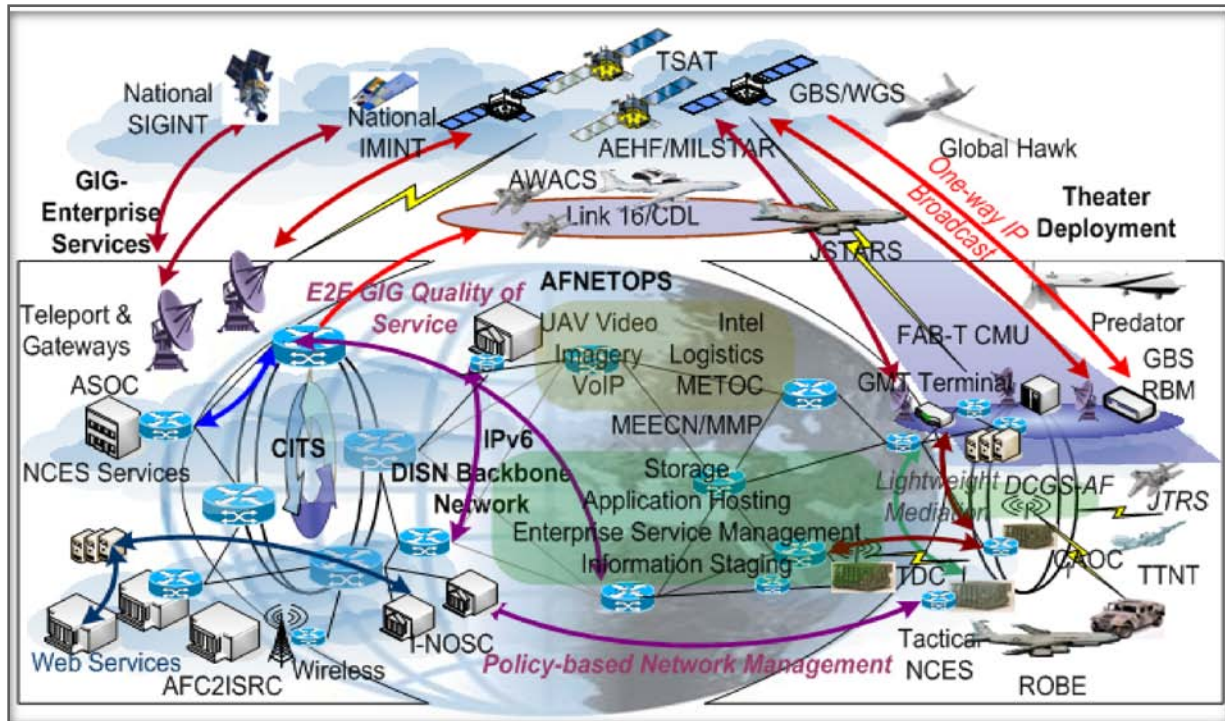 TSAT
National
SIGINT
National
IMINT
GBS/WGS
AEHF/MILSTAR
Global Hawk
GIG-
Enterprise
Services
AWACS
Link 16/CDL
JSTARS
One-way IP
Broadcast
Theater
Deployment
Teleport &
Gateways
E2E GIG Quality of
Service
AFNETOPS
UAV Video
Intel
Imagery
Logistics
VoIP
METOC
MEECN/MMP
FAB-T CMU
Predator
GBS
RBM
GMT Terminal
ASOC
NCES Services
CITS
IPv6
DISN Backbone
Network
Storage
Application Hosting
Enterprise Service Management
Information Staging
Lightweight
Mediation
DCGS-AF
JTRS
CAOC
TTNT
TDC
Web Services
AFC2ISRC
Wireless
I-NOSC
Policy-based Network Management
Tactical
NCES
ROBE